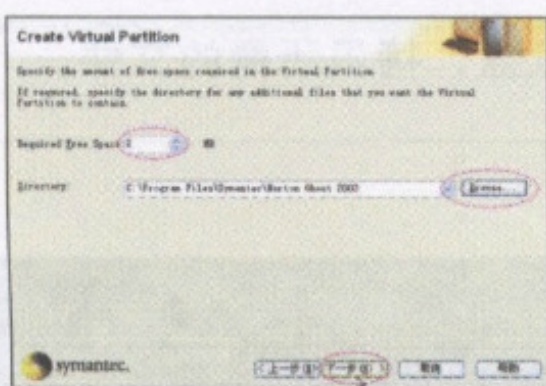 Create Virtual Partition
Specify the amount of free space required in the Virtual Partition.
If required, specify the directory for any additional files that you want the Virtual
Partition to contain.
Required Free Space 0 MB
Directory: C:\Program Files\Symantec\Norton Ghost 2003 Browse...
symantec. < 上一步(B) 下一步(N) > 取消 帮助